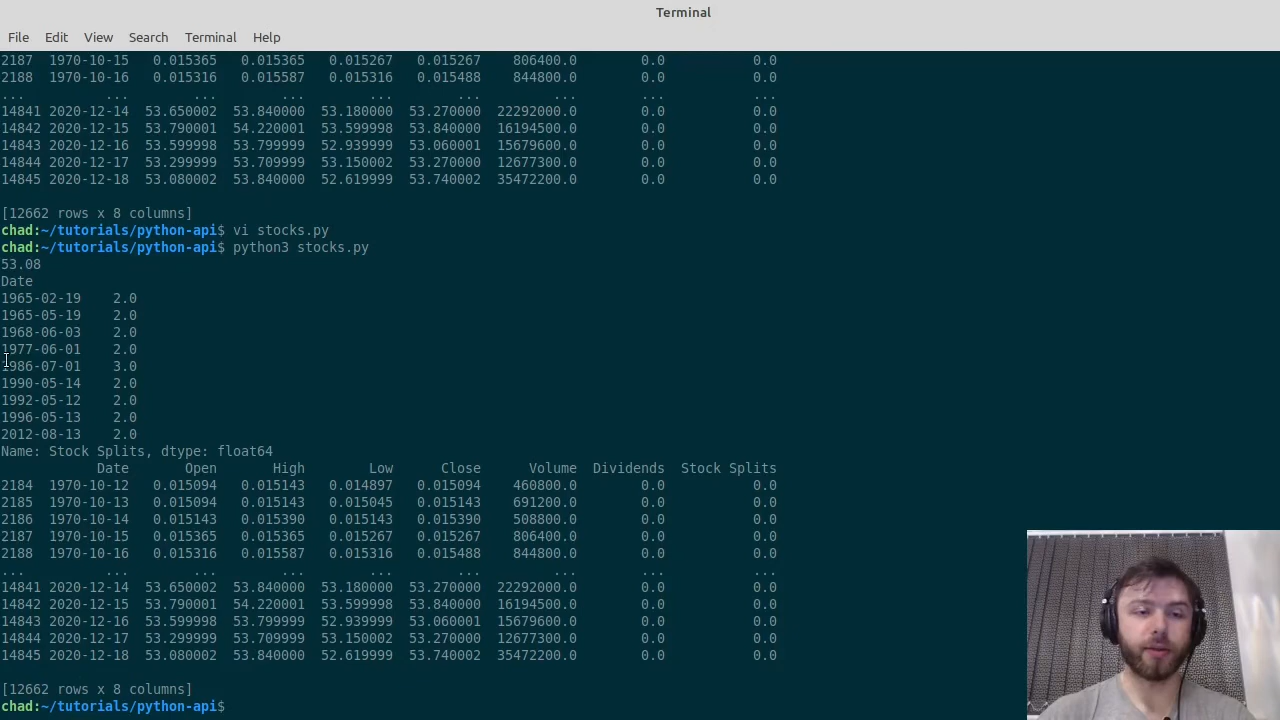 Terminal
File Edit View Search Terminal Help
2187 1970-10-15 0.015365 0.015365 0.015267 0.015267 806400.0 0.0 0.0
2188 1970-10-16 0.015316 0.015587 0.015316 0.015488 844800.0 0.0 0.0
... ... ... ... ... ... ... ... ...
14841 2020-12-14 53.650002 53.840000 53.180000 53.270000 22292000.0 0.0 0.0
14842 2020-12-15 53.790001 54.220001 53.599998 53.840000 16194500.0 0.0 0.0
14843 2020-12-16 53.599998 53.799999 52.939999 53.060001 15679600.0 0.0 0.0
14844 2020-12-17 53.299999 53.709999 53.150002 53.270000 12677300.0 0.0 0.0
14845 2020-12-18 53.080002 53.840000 52.619999 53.740002 35472200.0 0.0 0.0
[12662 rows x 8 columns]
chad:~/tutorials/python-api$ vi stocks.py
chad:~/tutorials/python-api$ python3 stocks.py
53.08
Date
1965-02-19 2.0
1965-05-19 2.0
1968-06-03 2.0
1977-06-01 2.0
1986-07-01 3.0
1990-05-14 2.0
1992-05-12 2.0
1996-05-13 2.0
2012-08-13 2.0
Name: Stock Splits, dtype: float64
Date Open High Low Close Volume Dividends Stock Splits
2184 1970-10-12 0.015094 0.015143 0.014897 0.015094 460800.0 0.0 0.0
2185 1970-10-13 0.015094 0.015143 0.015045 0.015143 691200.0 0.0 0.0
2186 1970-10-14 0.015143 0.015390 0.015143 0.015390 508800.0 0.0 0.0
2187 1970-10-15 0.015365 0.015365 0.015267 0.015267 806400.0 0.0 0.0
2188 1970-10-16 0.015316 0.015587 0.015316 0.015488 844800.0 0.0 0.0
... ... ... ... ... ... ... ... ...
14841 2020-12-14 53.650002 53.840000 53.180000 53.270000 22292000.0 0.0 0.0
14842 2020-12-15 53.790001 54.220001 53.599998 53.840000 16194500.0 0.0 0.0
14843 2020-12-16 53.599998 53.799999 52.939999 53.060001 15679600.0 0.0 0.0
14844 2020-12-17 53.299999 53.709999 53.150002 53.270000 12677300.0 0.0 0.0
14845 2020-12-18 53.080002 53.840000 52.619999 53.740002 35472200.0 0.0 0.0
[12662 rows x 8 columns]
chad:~/tutorials/python-api$